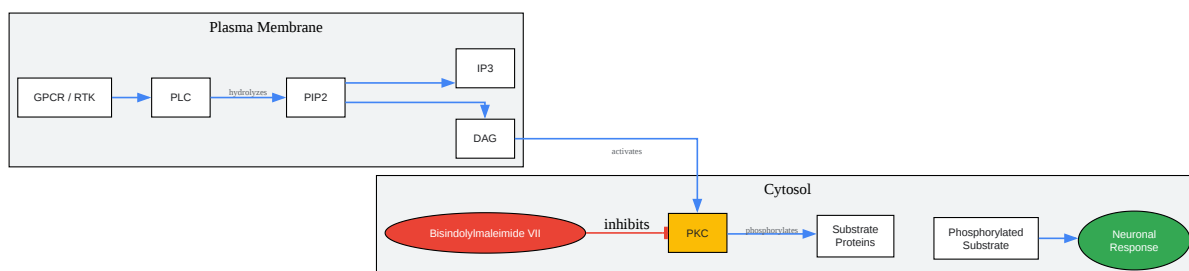 Plasma Membrane
GPCR / RTK
PLC
hydrolyzes
PIP2
IP3
DAG
activates
Cytosol
Bisindolylmaleimide VII
inhibits
PKC
phosphorylates
Substrate
Proteins
Phosphorylated
Substrate
Neuronal
Response